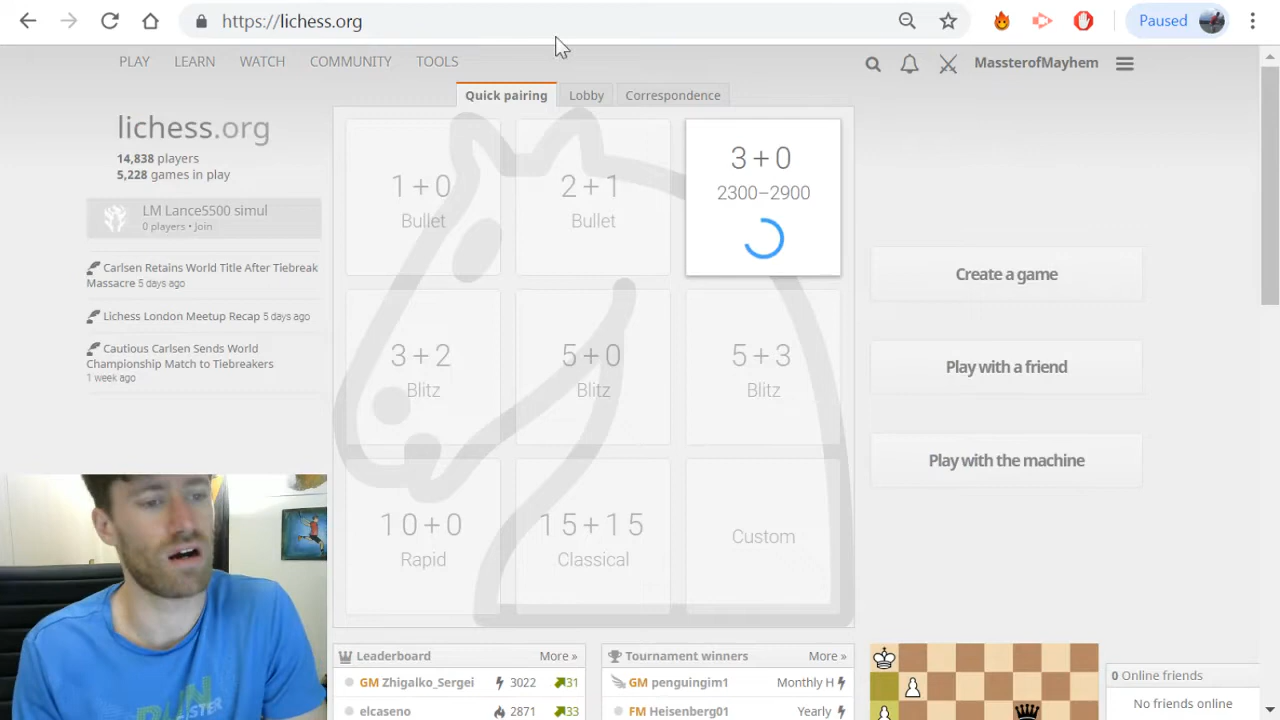 https://lichess.org
Paused
PLAY LEARN WATCH COMMUNITY TOOLS
MassterofMayhem
Quick pairing Lobby Correspondence
lichess.org
14,838 players
5,228 games in play
LM Lance5500 simul
0 players • Join
Carlsen Retains World Title After Tiebreak
Massacre 5 days ago
Lichess London Meetup Recap 5 days ago
Cautious Carlsen Sends World
Championship Match to Tiebreakers
1 week ago
1+0
Bullet
2+1
Bullet
3+0
2300–2900
3+2
Blitz
5+0
Blitz
5+3
Blitz
10+0
Rapid
15+15
Classical
Custom
Create a game
Play with a friend
Play with the machine
Leaderboard More »
GM Zhigalko_Sergei 3022 31
elcaseno 2871 33
Tournament winners More »
GM penguingim1 Monthly H
FM Heisenberg01 Yearly
0 Online friends
No friends online